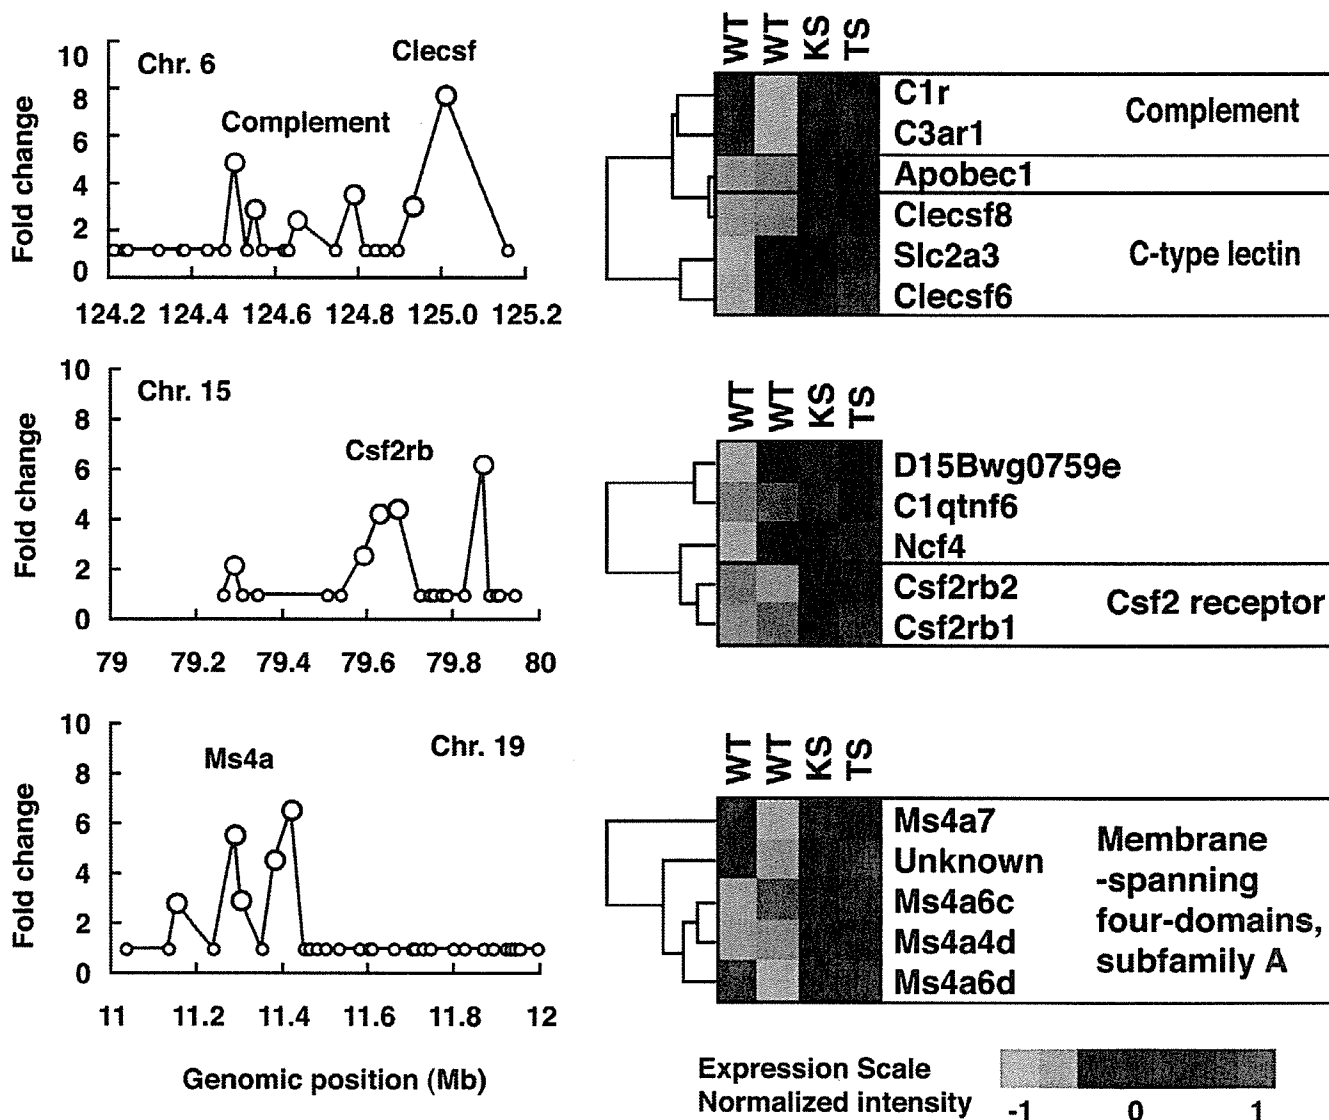 Fold change
10
8
6
4
2
0
Chr. 6
Complement
Clecsf
124.2 124.4 124.6 124.8 125.0 125.2
WT WT KS TS
C1r
C3ar1
Apobec1
Clecsf8
Slc2a3
Clecsf6
Complement
C-type lectin
Fold change
10
8
6
4
2
0
Chr. 15
Csf2rb
79 79.2 79.4 79.6 79.8 80
WT WT KS TS
D15Bwg0759e
C1qtnf6
Ncf4
Csf2rb2
Csf2rb1
Csf2 receptor
Fold change
10
8
6
4
2
0
Ms4a
Chr. 19
11 11.2 11.4 11.6 11.8 12
Genomic position (Mb)
WT WT KS TS
Ms4a7
Unknown
Ms4a6c
Ms4a4d
Ms4a6d
Membrane
-spanning
four-domains,
subfamily A
Expression Scale
Normalized intensity
-1 0 1